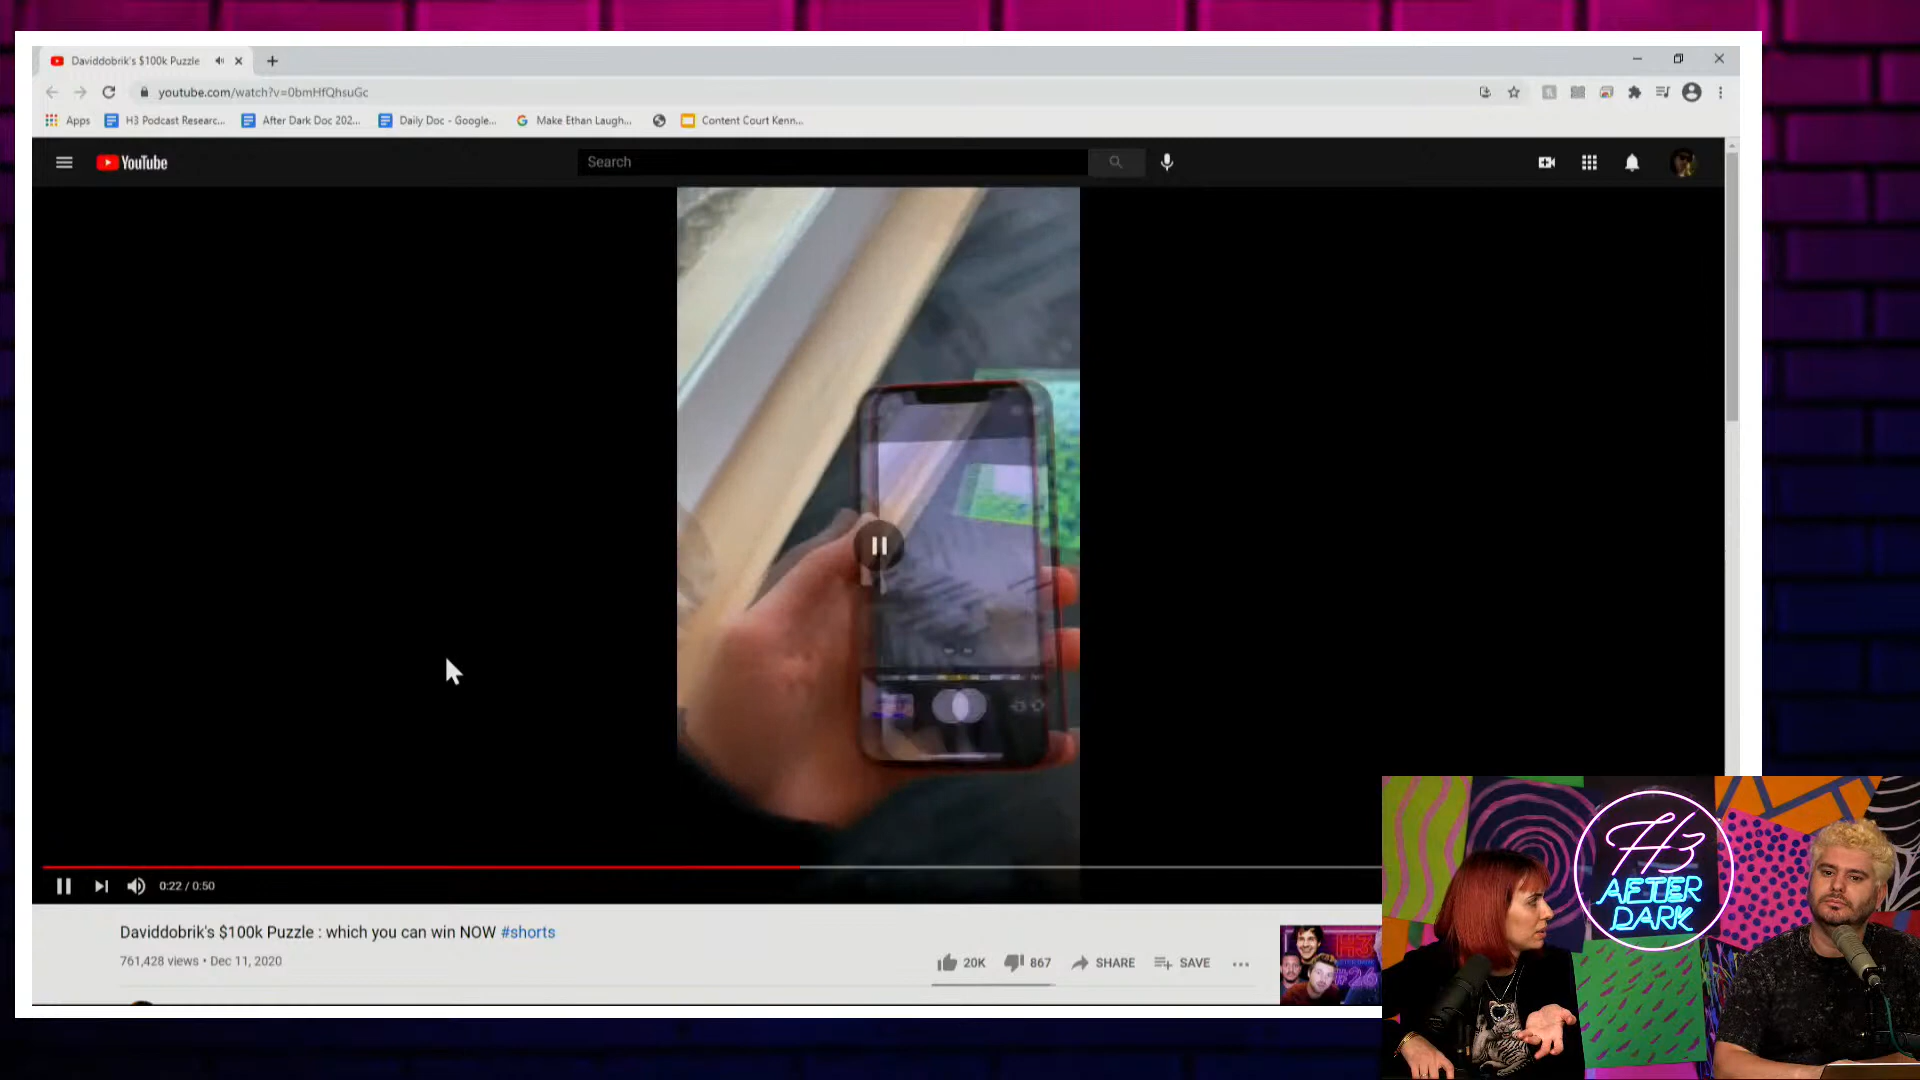 Daviddobrik's $100k Puzzle
youtube.com/watch?v=0bmHfQhsuGc
Apps H3 Podcast Researc... After Dark Doc 202... Daily Doc - Google... Make Ethan Laugh... Content Court Kenn...
YouTube
Search
0:22 / 0:50
Daviddobrik's $100k Puzzle : which you can win NOW #shorts
761,428 views • Dec 11, 2020
20K 867 SHARE SAVE
H3
#26
H3
AFTER
DARK